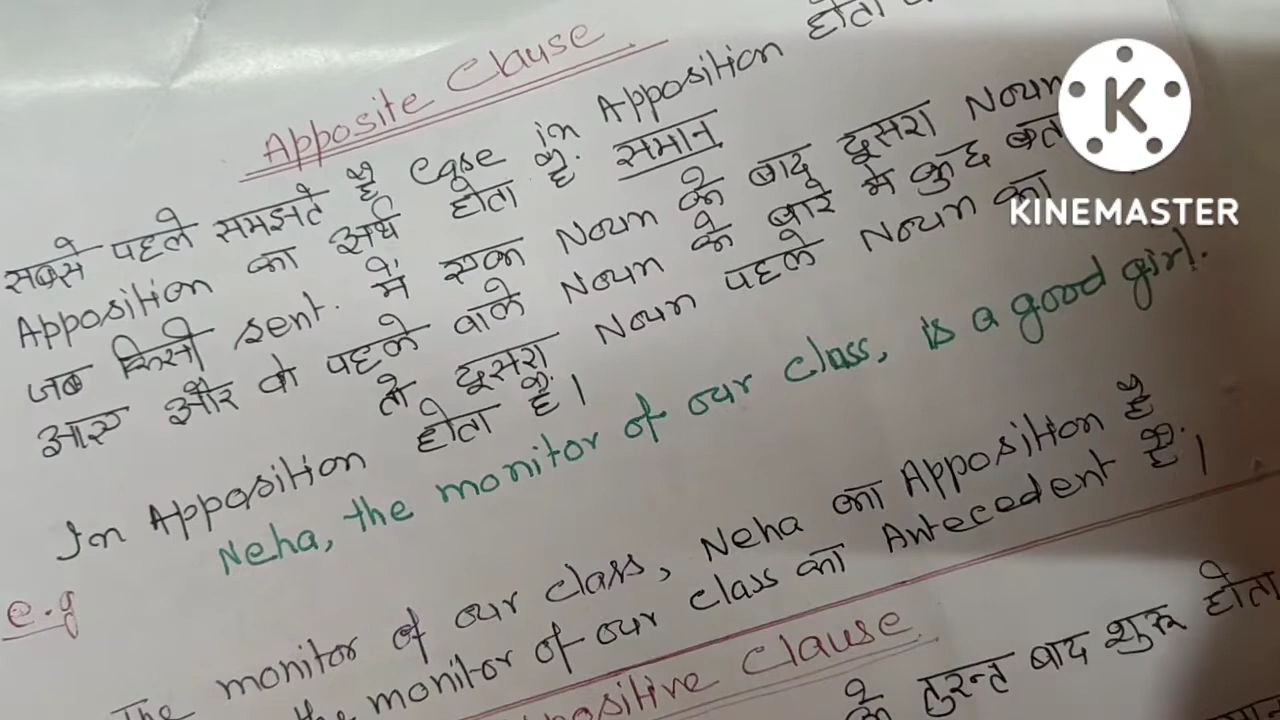 Apposite Clause
सबसे पहले समझते है Case in Apposition होता
Apposition का अर्थ होता है. समान
जब किसी sent. में एक Noun के बाद दूसरा Noun
आए और वो पहले वाले Noun के बारे में कुछ बता
तो दूसरा Noun पहले Noun का
In Apposition होता है।
e.g
Neha, the monitor of our class, is a good girl.
The monitor of our class, Neha का Apposition है
the monitor of our class का Antecedent है।
positive Clause
के तुरन्त बाद शुरू होता
K
KINEMASTER